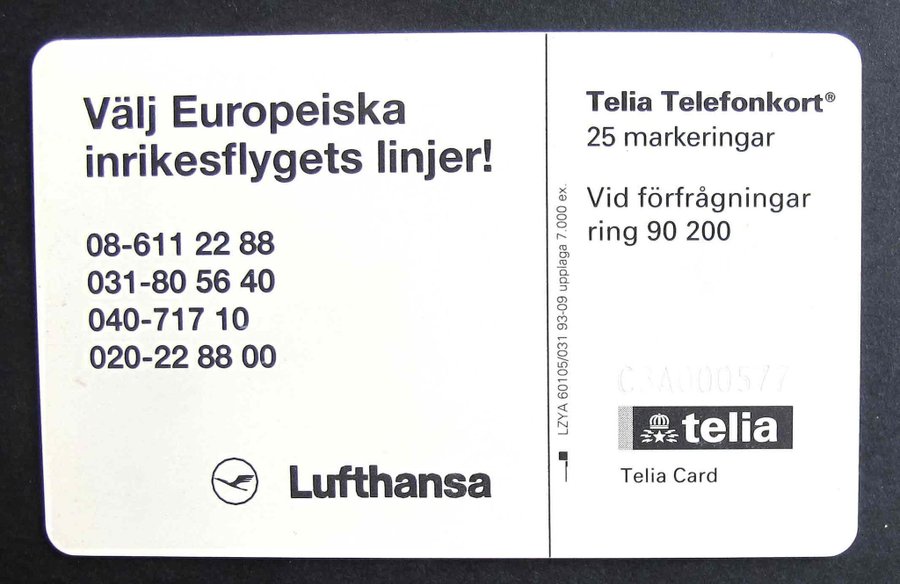 Välj Europeiska
inrikesflygets linjer!
08-611 22 88
031-80 56 40
040-717 10
020-22 88 00
Lufthansa
LZYA 60105/031 93-09 upplaga 7.000 ex.
Telia Telefonkort®
25 markeringar
Vid förfrågningar
ring 90 200
telia
Telia Card